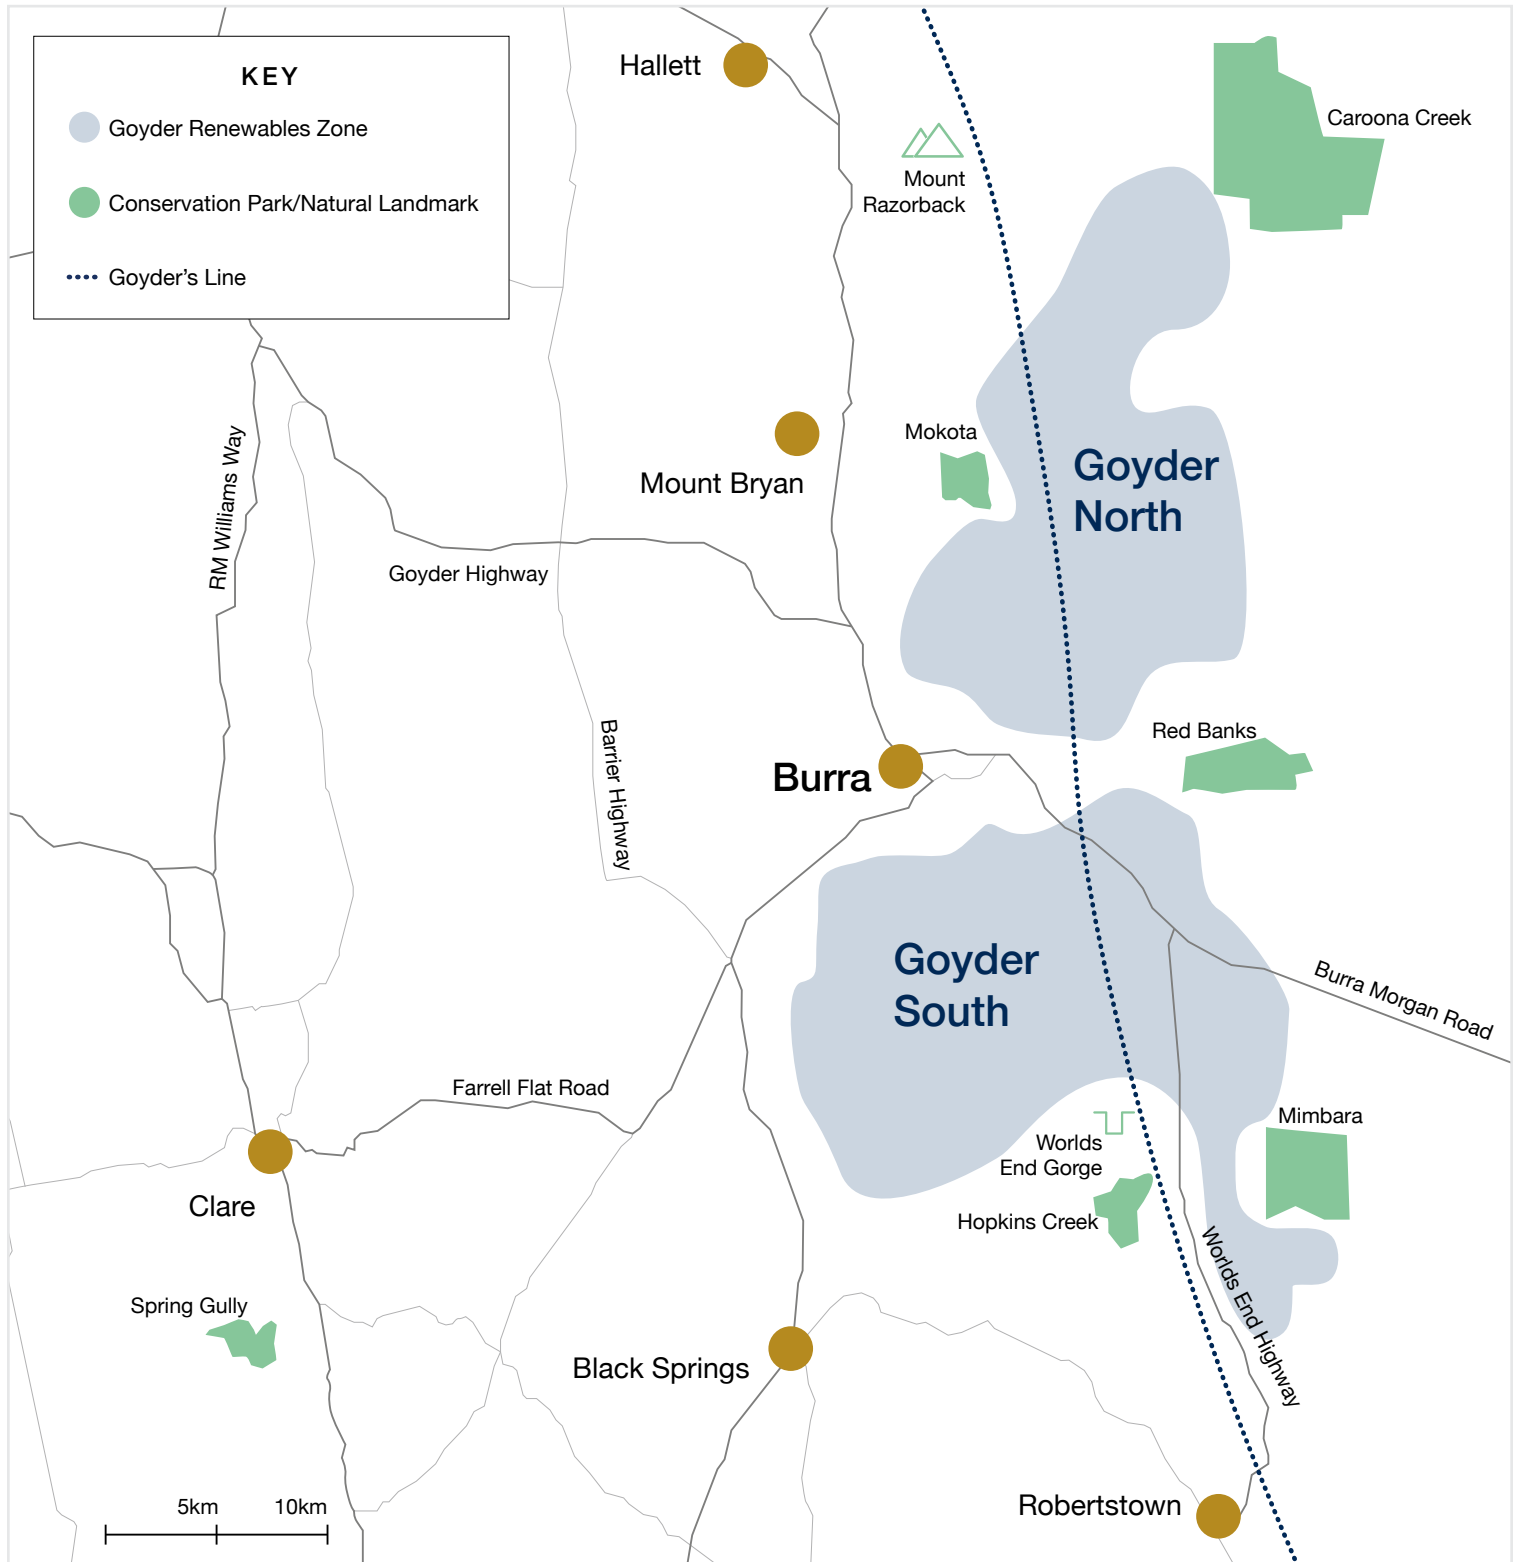 KEY
Goyder Renewables Zone
Conservation Park/Natural Landmark
Goyder's Line
Hallett
Caroona Creek
Mount
Razorback
Mokota
Mount Bryan
Goyder
North
RM Williams Way
Goyder Highway
Barrier Highway
Red Banks
Burra
Goyder
South
Burra Morgan Road
Farrell Flat Road
Worlds
End Gorge
Mimbara
Clare
Hopkins Creek
Worlds End Highway
Spring Gully
Black Springs
Robertstown
5km
10km